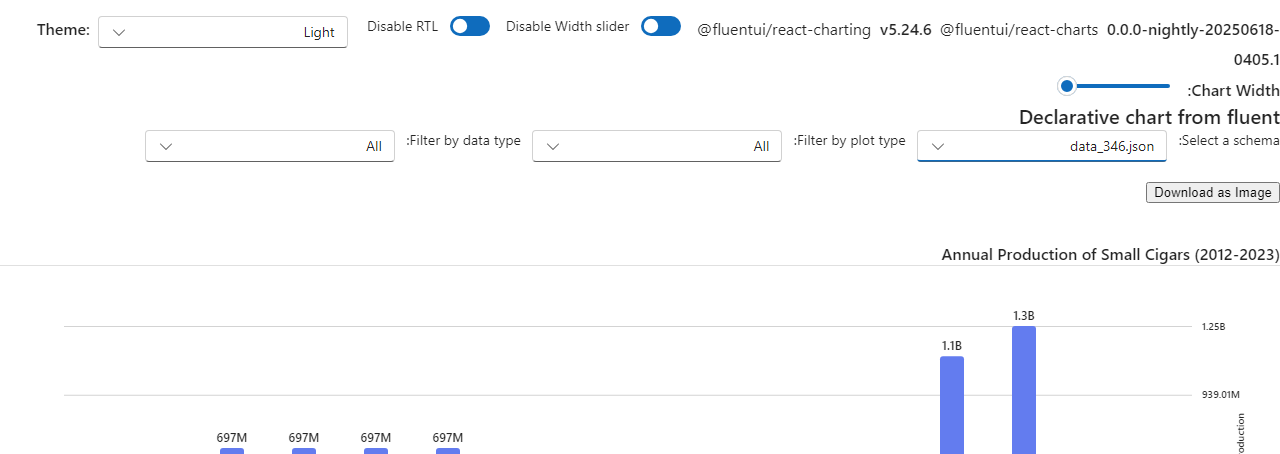 Theme: Light Disable RTL Disable Width slider @fluentui/react-charting v5.24.6 @fluentui/react-charts 0.0.0-nightly-20250618-
0405.1
:Chart Width
Declarative chart from fluent
:Select a schema data_346.json :Filter by plot type All :Filter by data type All
Download as Image
Annual Production of Small Cigars (2012-2023)
1.3B
1.25B
1.1B
939.01M
697M 697M 697M 697M